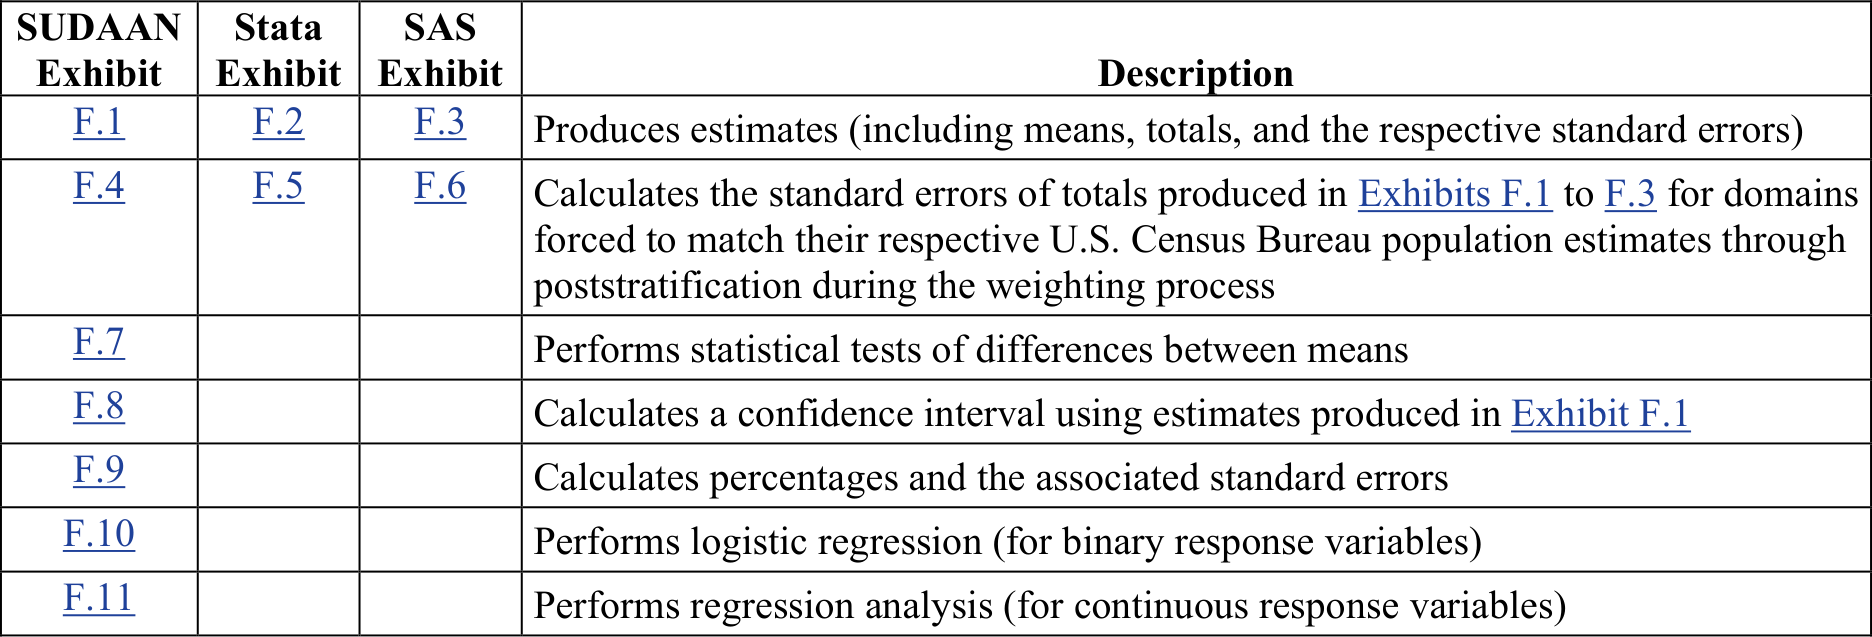 SUDAAN Exhibit Stata Exhibit SAS Exhibit Description
F.1 F.2 F.3 Produces estimates (including means, totals, and the respective standard errors)
F.4 F.5 F.6 Calculates the standard errors of totals produced in Exhibits F.1 to F.3 for domains
forced to match their respective U.S. Census Bureau population estimates through
poststratification during the weighting process
F.7 Performs statistical tests of differences between means
F.8 Calculates a confidence interval using estimates produced in Exhibit F.1
F.9 Calculates percentages and the associated standard errors
F.10 Performs logistic regression (for binary response variables)
F.11 Performs regression analysis (for continuous response variables)